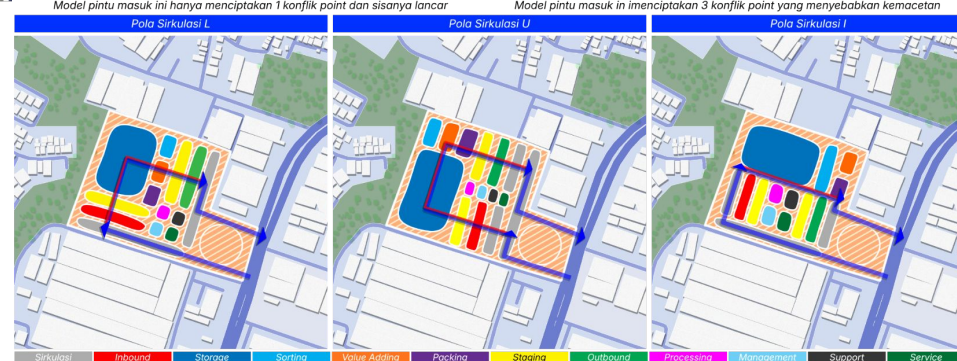 Model pintu masuk ini hanya menciptakan 1 konflik point dan sisanya lancar
Model pintu masuk in imenciptakan 3 konflik point yang menyebabkan kemacetan
Pola Sirkulasi L
Pola Sirkulasi U
Pola Sirkulasi I
Sirkulasi
Inbound
Storage
Sorting
Value Adding
Packing
Staging
Outbound
Processing
Management
Support
Service